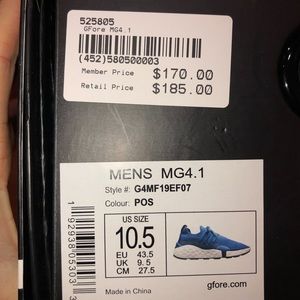 525805
GFore MG4.1
(452)580500003
Member Price $170.00
Retail Price $185.00
MENS MG4.1
Style #: G4MF19EF07
Colour: POS
US SIZE
10.5
EU 43.5
UK 9.5
CM 27.5
Made in China
gfore.com